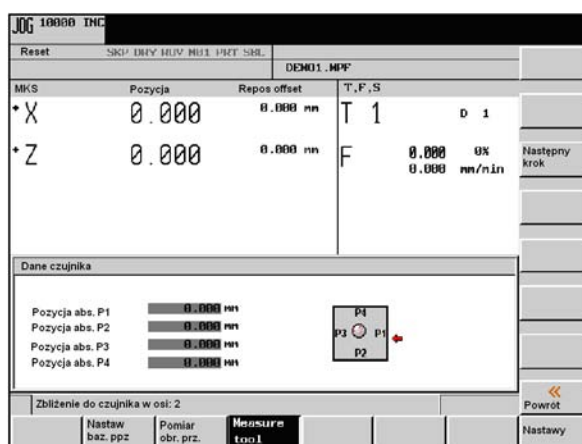 JOG 10000 INC
Reset SKP DRY ROV M01 PRT SBL
DEMO1.MPF
MKS Pozycja Repos offset T,F,S
+X 0.000 0.000 mm T 1 D 1
+Z 0.000 0.000 mm F 0.000 0%
0.000 mm/min
Następny
krok
Dane czujnika
Pozycja abs. P1 0.000 mm
Pozycja abs. P2 0.000 mm
Pozycja abs. P3 0.000 mm
Pozycja abs. P4 0.000 mm
P4
P3 P1
P2
Zbliżenie do czujnika w osi: 2
«
Powrót
Nastaw
baz. ppz
Pomiar
obr. prz.
Measure
tool
Nastawy